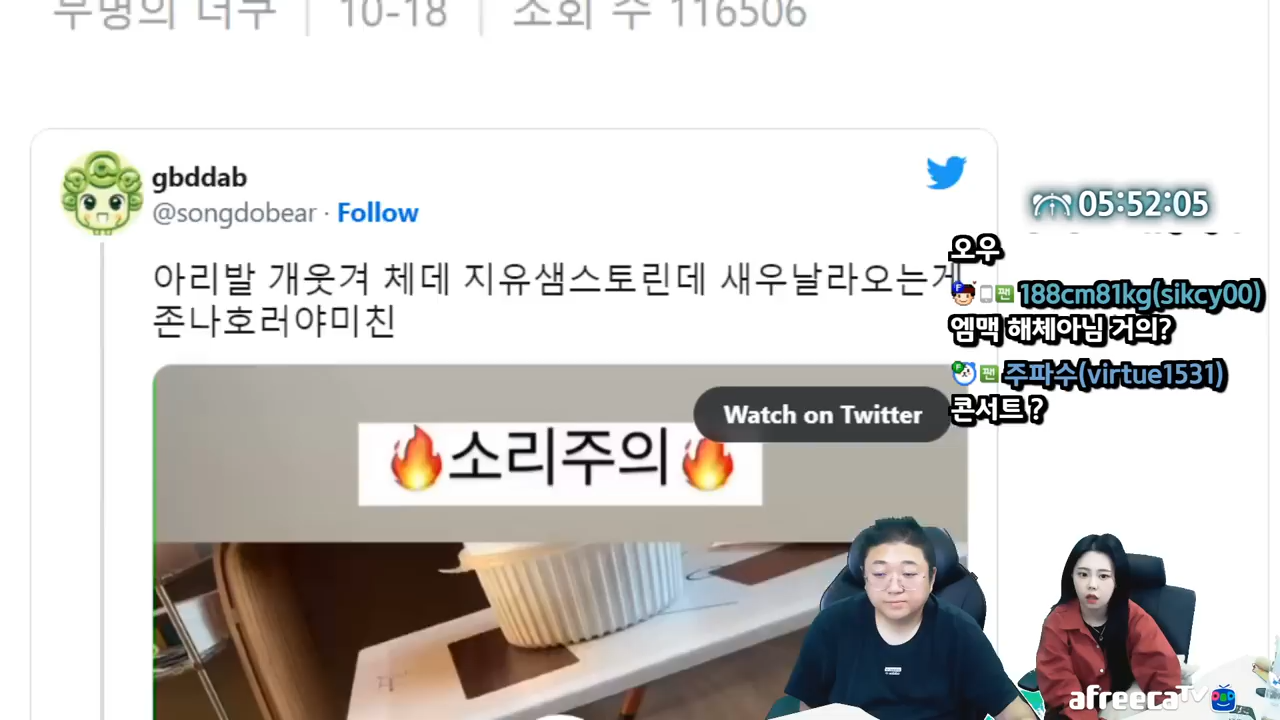 무명의 더쿠 | 10-18 | 조회 수 116506
gbddab
@songdobear · Follow
아리발 개웃겨 체데 지유샘스토린데 새우날라오는게
존나호러야미친
Watch on Twitter
🔥소리주의🔥
05:52:05
오우
188cm81kg(sikcy00)
엠맥 해체아님 거의?
주파수(virtue1531)
콘서트 ?
afreecaTV